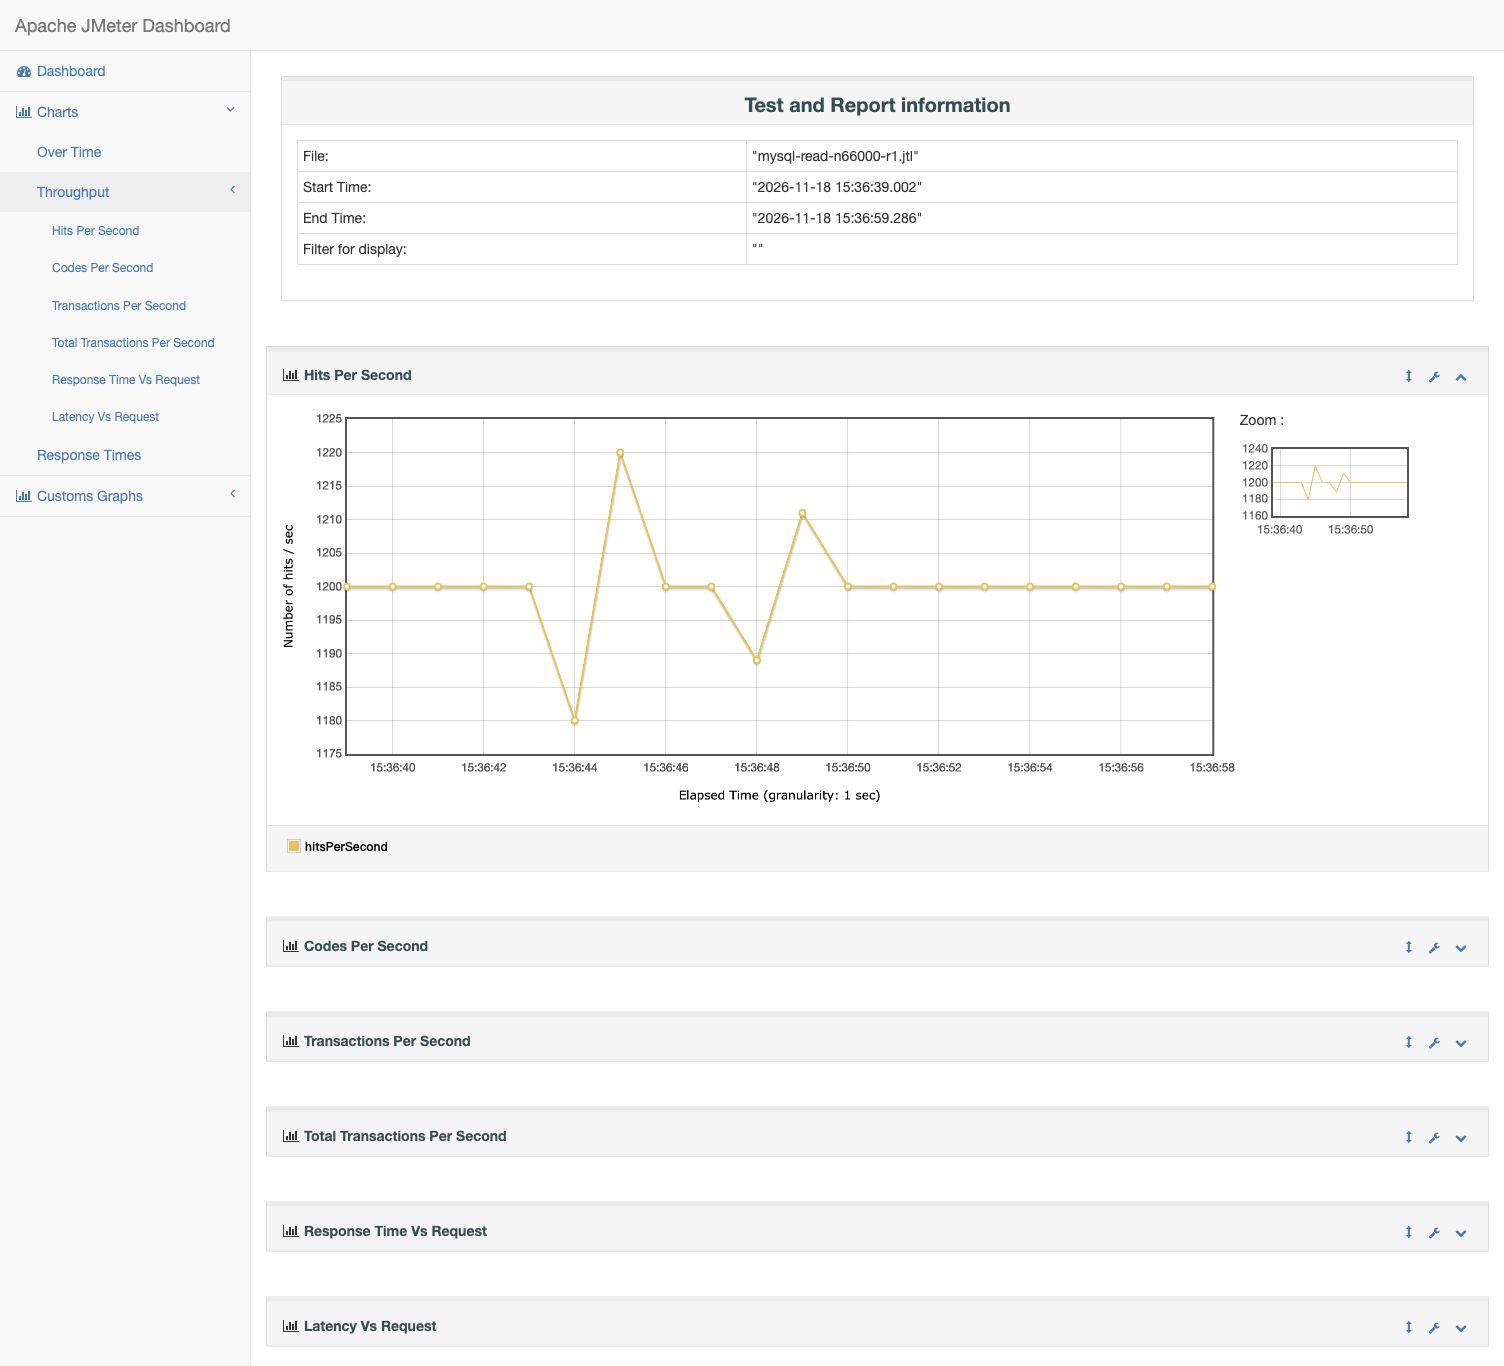 Apache JMeter Dashboard
Dashboard
Charts
Over Time
Throughput
Hits Per Second
Codes Per Second
Transactions Per Second
Total Transactions Per Second
Response Time Vs Request
Latency Vs Request
Response Times
Customs Graphs
Test and Report information
File: "mysql-read-n66000-r1.jtl"
Start Time: "2026-11-18 15:36:39.002"
End Time: "2026-11-18 15:36:59.286"
Filter for display: ""
Hits Per Second
1225
1220
1215
1210
1205
1200
1195
1190
1185
1180
1175
Number of hits / sec
15:36:40 15:36:42 15:36:44 15:36:46 15:36:48 15:36:50 15:36:52 15:36:54 15:36:56 15:36:58
Elapsed Time (granularity: 1 sec)
Zoom :
1240
1220
1200
1180
1160
15:36:40 15:36:50
hitsPerSecond
Codes Per Second
Transactions Per Second
Total Transactions Per Second
Response Time Vs Request
Latency Vs Request